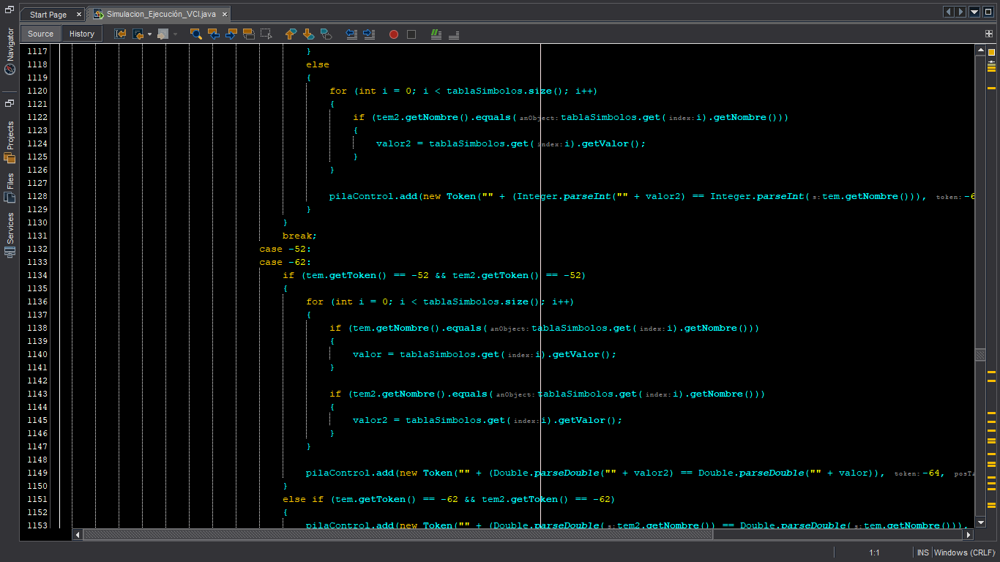 Start Page
Simulacion_Ejecución_VCI.java
Source
History
Navigator
Projects
Files
Services
1117 }
1118 else
1119 {
1120 for (int i = 0; i < tablaSimbolos.size(); i++)
1121 {
1122 if (tem2.getNombre().equals( anObject: tablaSimbolos.get( index: i).getNombre()))
1123 {
1124 valor2 = tablaSimbolos.get( index: i).getValor();
1125 }
1126 }
1127
1128 pilaControl.add(new Token("" + (Integer.parseInt("" + valor2) == Integer.parseInt( s: tem.getNombre())), token: -6
1129 }
1130 }
1131 break;
1132 case -52:
1133 case -62:
1134 if (tem.getToken() == -52 && tem2.getToken() == -52)
1135 {
1136 for (int i = 0; i < tablaSimbolos.size(); i++)
1137 {
1138 if (tem.getNombre().equals( anObject: tablaSimbolos.get( index: i).getNombre()))
1139 {
1140 valor = tablaSimbolos.get( index: i).getValor();
1141 }
1142
1143 if (tem2.getNombre().equals( anObject: tablaSimbolos.get( index: i).getNombre()))
1144 {
1145 valor2 = tablaSimbolos.get( index: i).getValor();
1146 }
1147 }
1148
1149 pilaControl.add(new Token("" + (Double.parseDouble("" + valor2) == Double.parseDouble("" + valor)), token: -64, posTa
1150 }
1151 else if (tem.getToken() == -62 && tem2.getToken() == -62)
1152 {
1153 pilaControl.add(new Token("" + (Double.parseDouble( s: tem2.getNombre()) == Double.parseDouble( s: tem.getNombre())),
1:1
INS
Windows (CRLF)